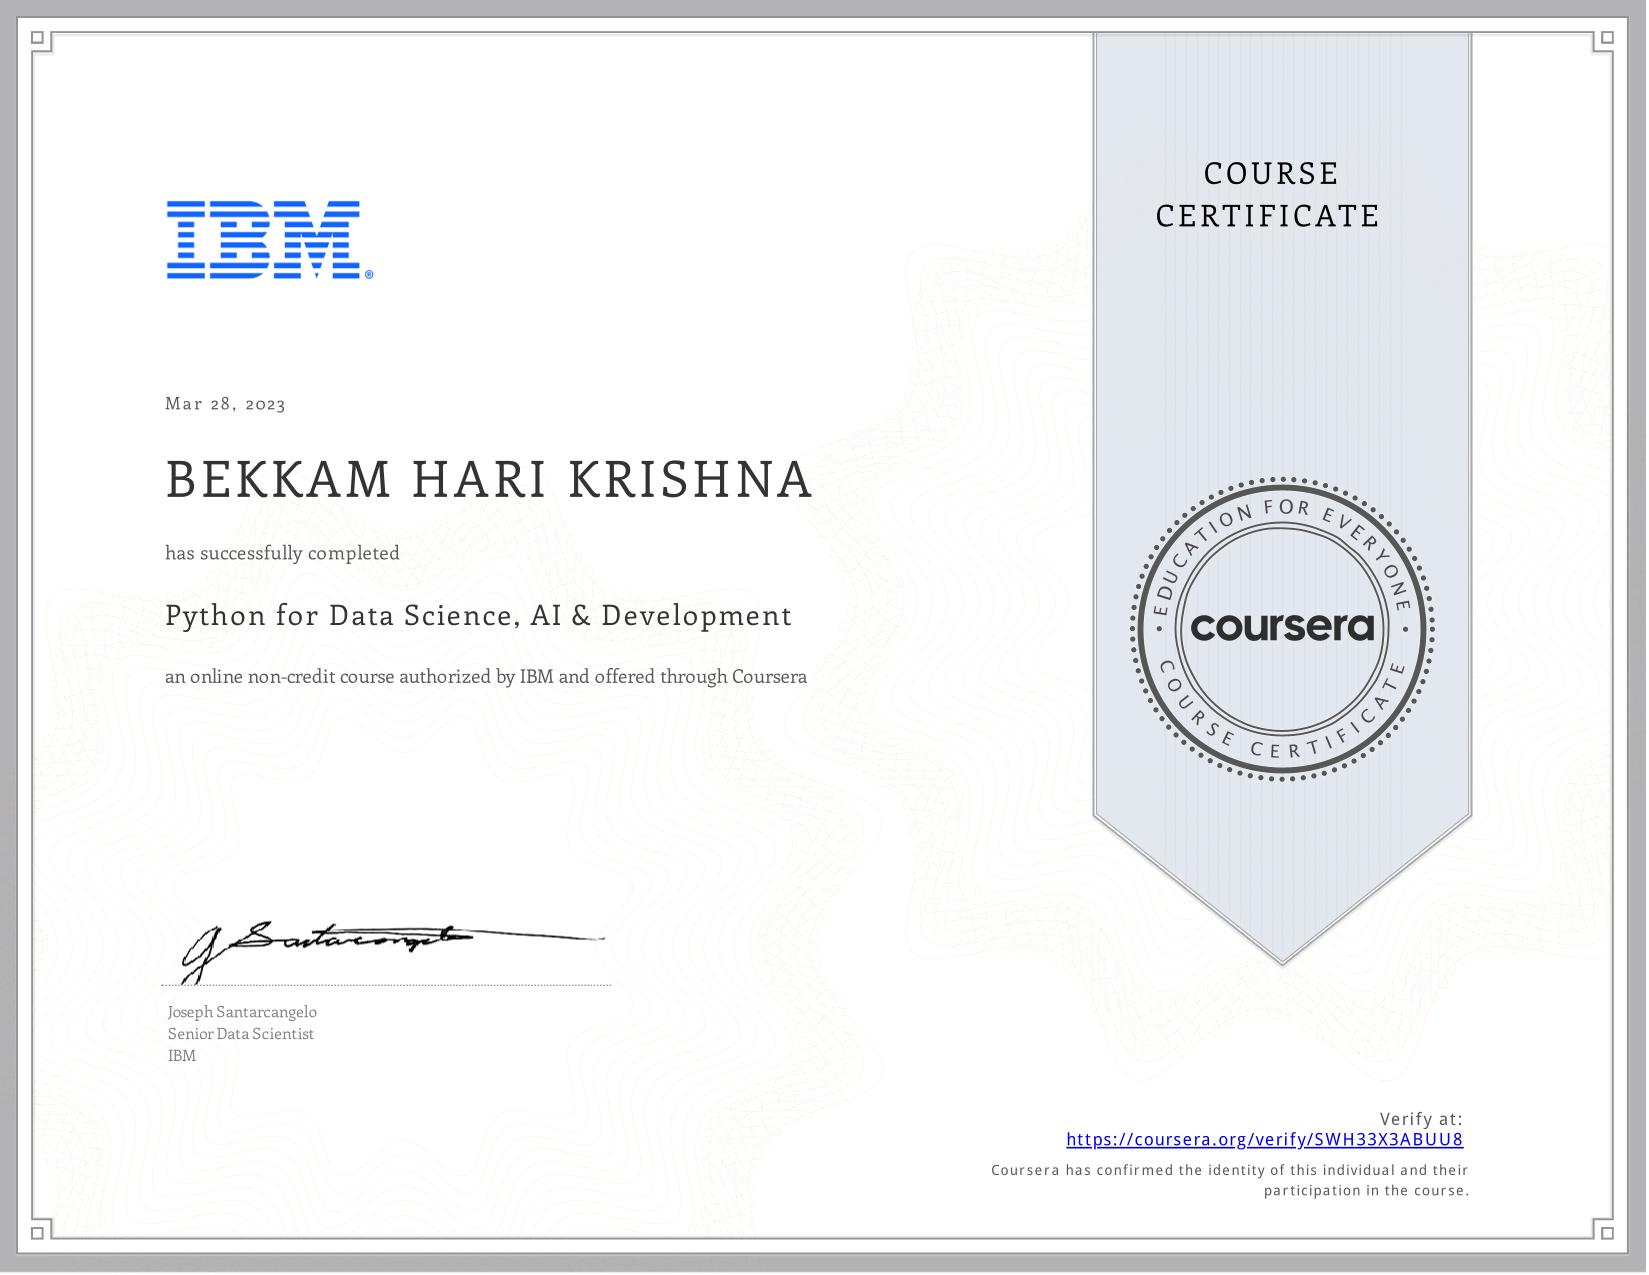 COURSE
CERTIFICATE
IBM®
Mar 28, 2023
BEKKAM HARI KRISHNA
has successfully completed
Python for Data Science, AI & Development
an online non-credit course authorized by IBM and offered through Coursera
EDUCATION FOR EVERYONE
coursera
COURSE CERTIFICATE
J Santarcangelo
Joseph Santarcangelo
Senior Data Scientist
IBM
Verify at:
https://coursera.org/verify/SWH33X3ABUU8
Coursera has confirmed the identity of this individual and their
participation in the course.